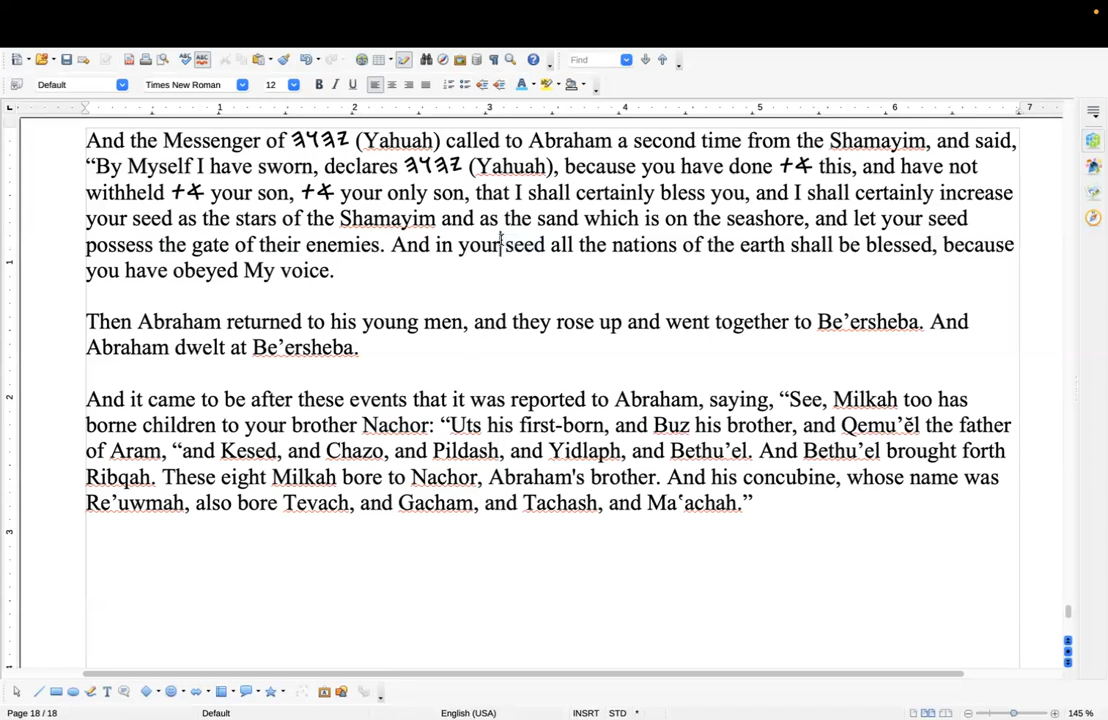 Default
Times New Roman
12
Find
1 2 3 4 5 6 7
And the Messenger of 𐤉𐤄𐤅𐤄 (Yahuah) called to Abraham a second time from the Shamayim, and said,
“By Myself I have sworn, declares 𐤉𐤄𐤅𐤄 (Yahuah), because you have done 𐤀𐤕 this, and have not
withheld 𐤀𐤕 your son, 𐤀𐤕 your only son, that I shall certainly bless you, and I shall certainly increase
your seed as the stars of the Shamayim and as the sand which is on the seashore, and let your seed
possess the gate of their enemies. And in your seed all the nations of the earth shall be blessed, because
you have obeyed My voice.
Then Abraham returned to his young men, and they rose up and went together to Be’ersheba. And
Abraham dwelt at Be’ersheba.
And it came to be after these events that it was reported to Abraham, saying, “See, Milkah too has
borne children to your brother Nachor: “Uts his first-born, and Buz his brother, and Qemu’ĕl the father
of Aram, “and Kesed, and Chazo, and Pildash, and Yidlaph, and Bethu’el. And Bethu’el brought forth
Ribqah. These eight Milkah bore to Nachor, Abraham's brother. And his concubine, whose name was
Re’uwmah, also bore Tevach, and Gacham, and Tachash, and Ma‛achah.”
Page 18 / 18
Default
English (USA)
INSRT
STD
*
145 %